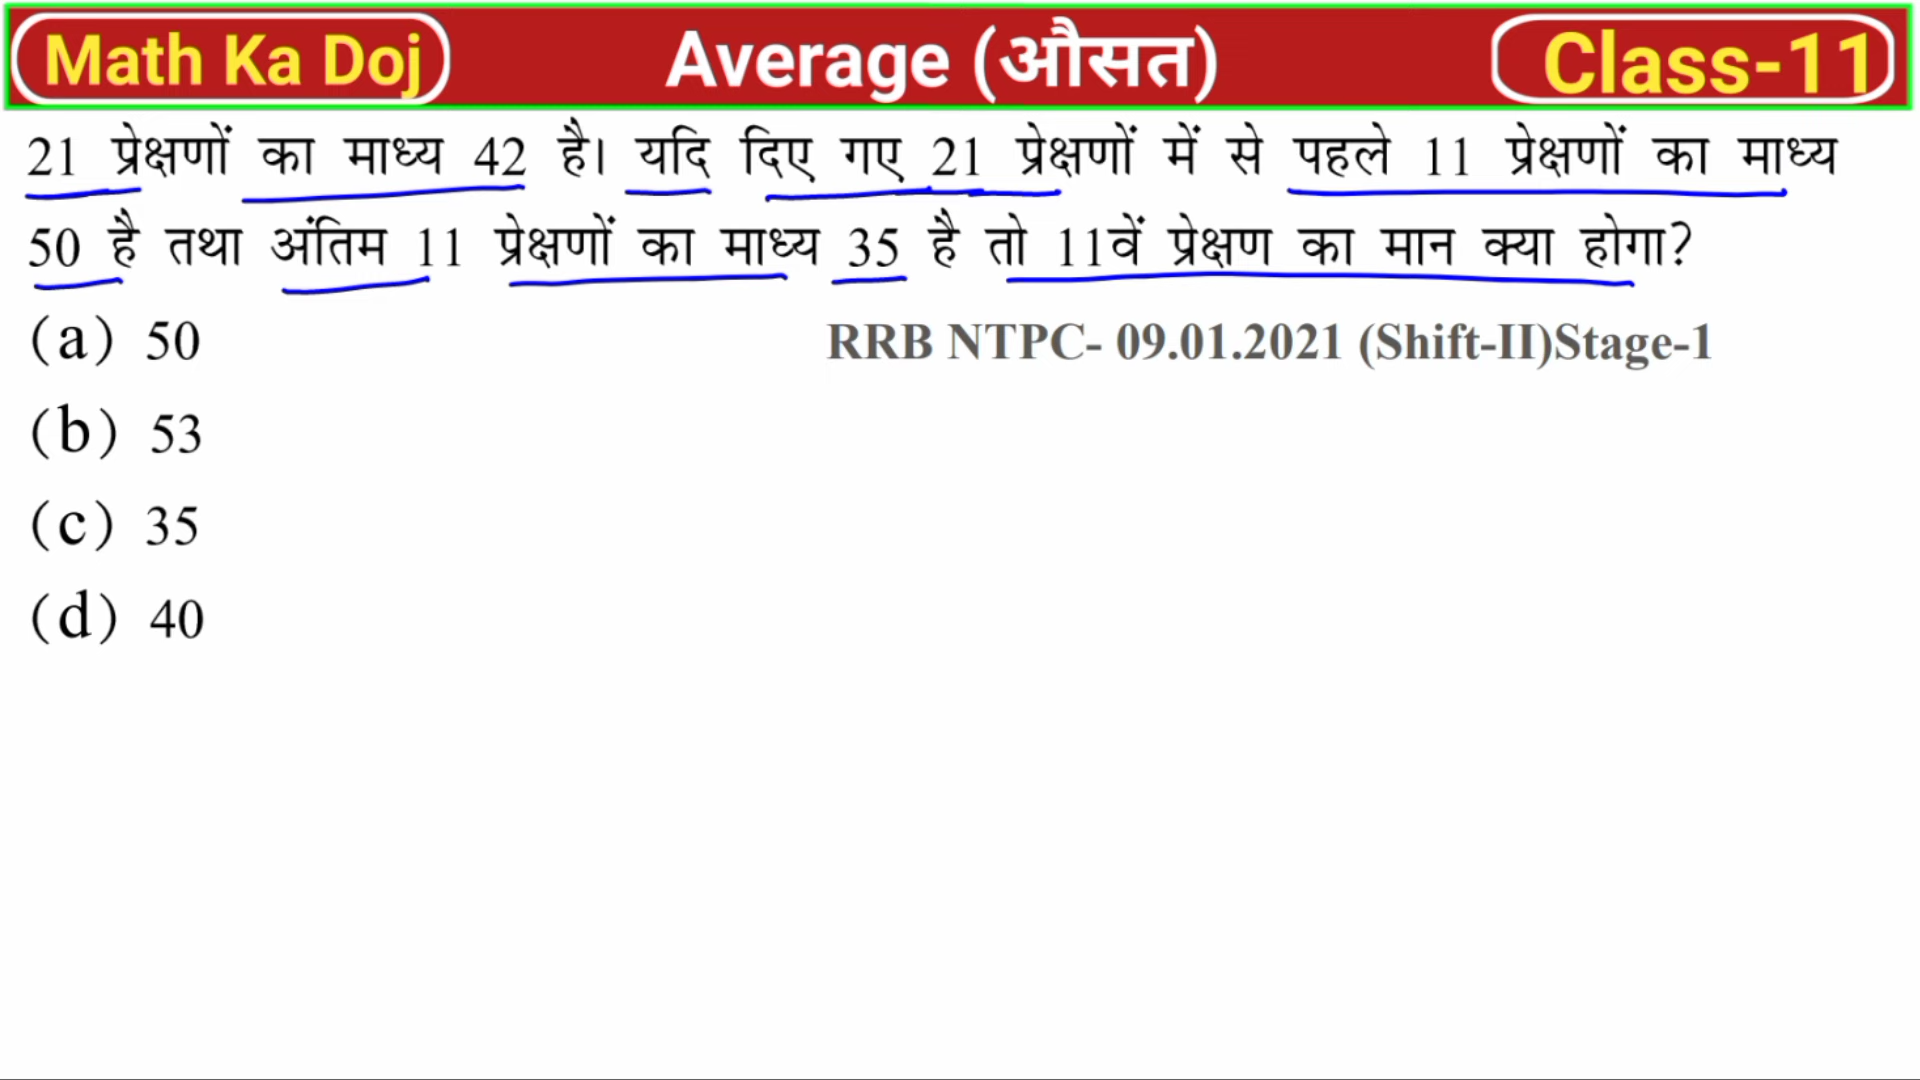 Math Ka Doj Average (औसत) Class-11
21 प्रेक्षणों का माध्य 42 है। यदि दिए गए 21 प्रेक्षणों में से पहले 11 प्रेक्षणों का माध्य
50 है तथा अंतिम 11 प्रेक्षणों का माध्य 35 है तो 11वें प्रेक्षण का मान क्या होगा?
(a) 50 RRB NTPC- 09.01.2021 (Shift-II)Stage-1
(b) 53
(c) 35
(d) 40